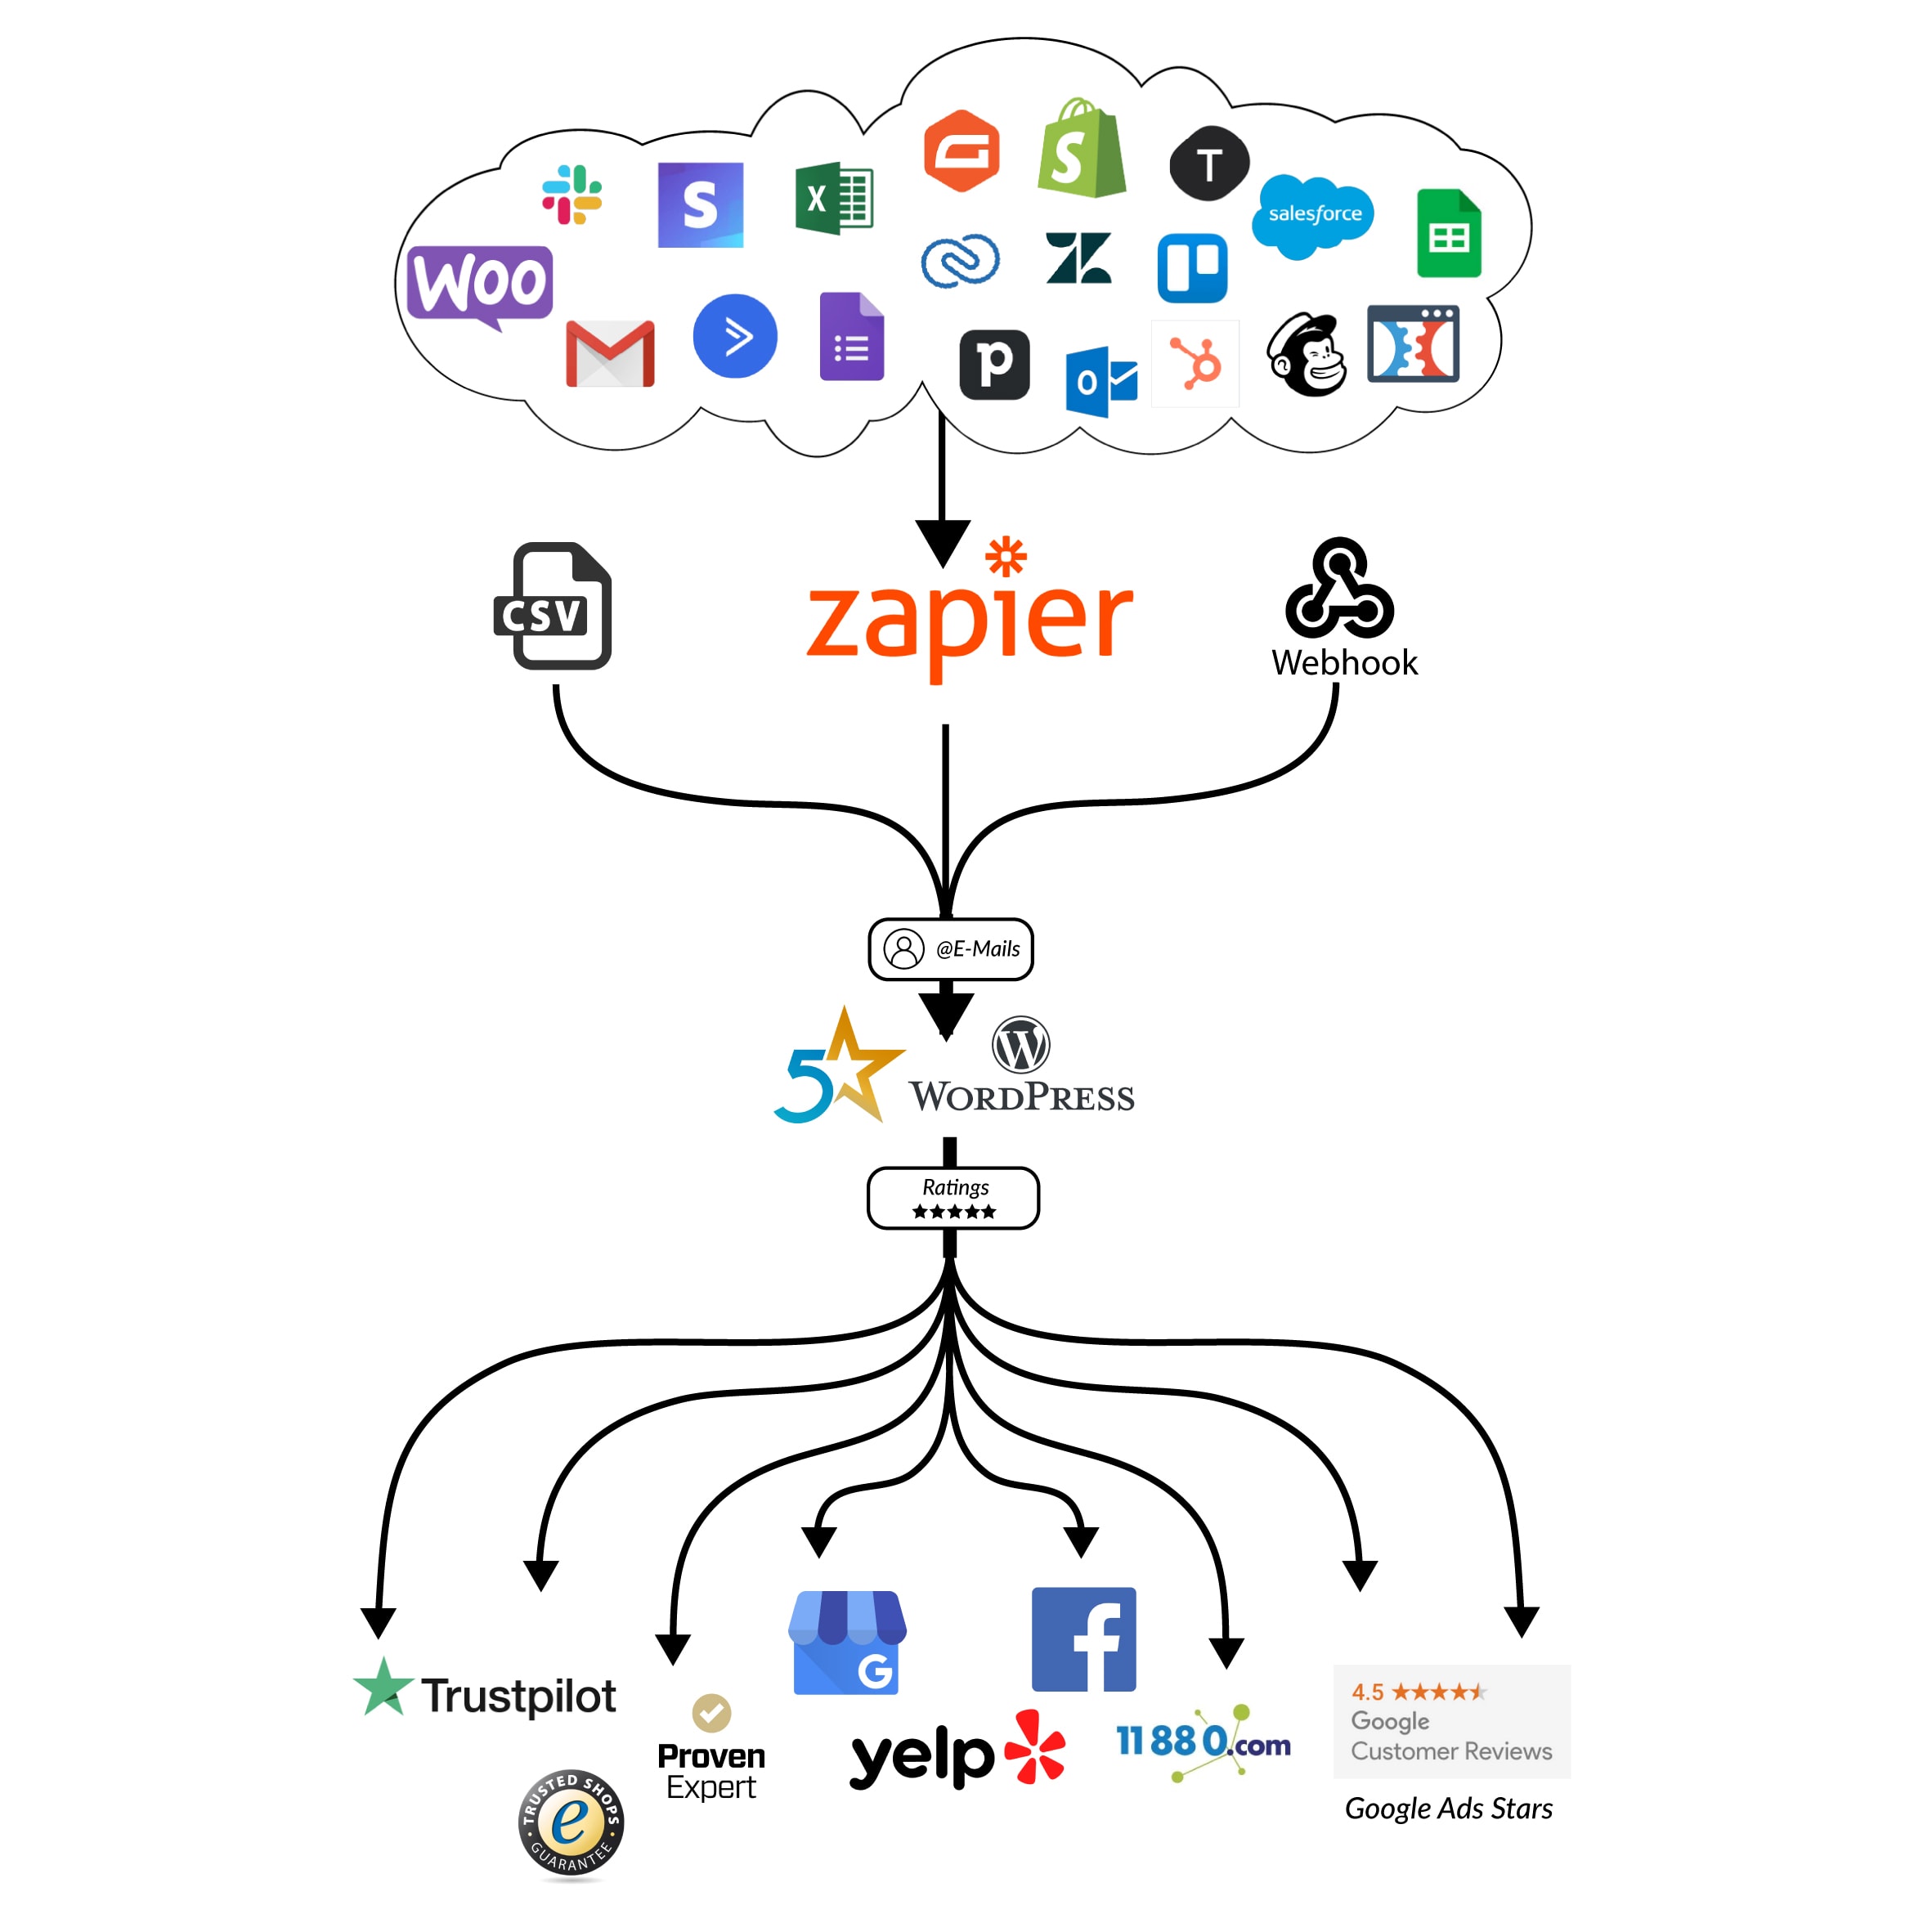 S
X
G
S
T
salesforce
WOO
p
O
CSV
zapier
Webhook
@E-Mails
5
W
WORDPRESS
Ratings
G
f
Trustpilot
4.5
Google
Customer Reviews
Proven
Expert
yelp
11880.com
TRUSTED SHOPS
e
GUARANTEE
Google Ads Stars